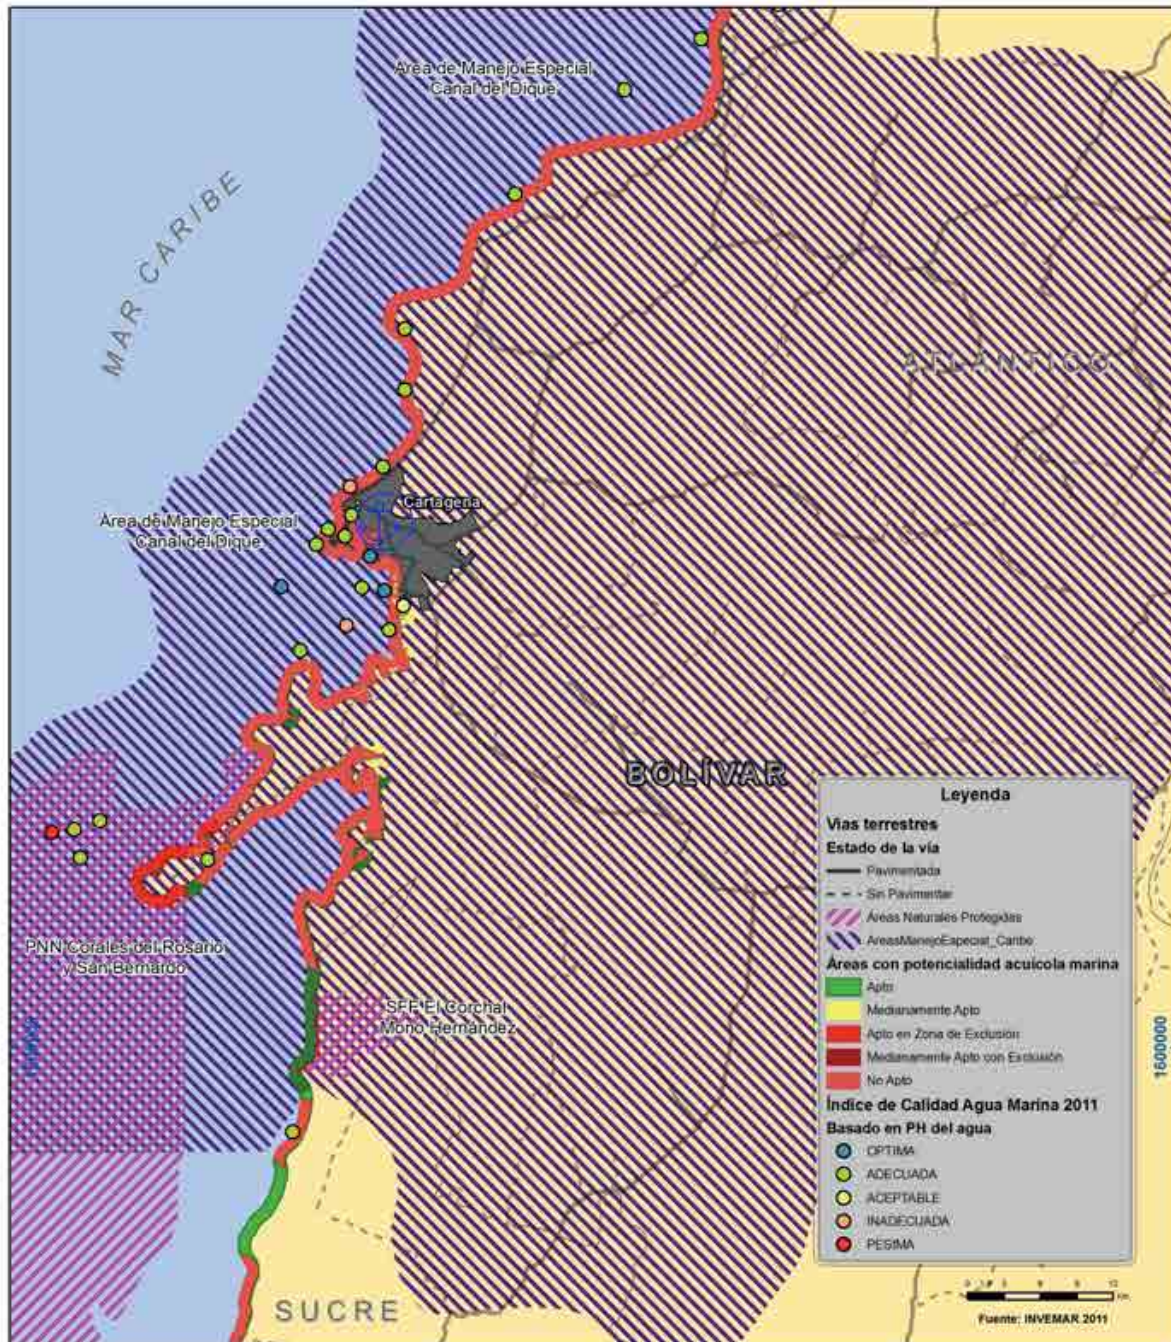 Área de Manejo Especial
Canal del Dique
MAR CARIBE
ATLÁNTICO
Cartagena
Área de Manejo Especial
Canal del Dique
BOLÍVAR
PNN Corales del Rosario
y San Bernardo
SFF El Corchal
Mono Hernández
SUCRE
1600000
Leyenda
Vias terrestres
Estado de la vía
Pavimentada
Sin Pavimentar
Áreas Naturales Protegidas
AreasManejoEspecial_Caribe
Áreas con potencialidad acuícola marina
Apto
Medianamente Apto
Apto en Zona de Exclusión
Medianamente Apto con Exclusión
No Apto
Índice de Calidad Agua Marina 2011
Basado en PH del agua
OPTIMA
ADECUADA
ACEPTABLE
INADECUADA
PESIMA
Km.
Fuente: INVEMAR 2011